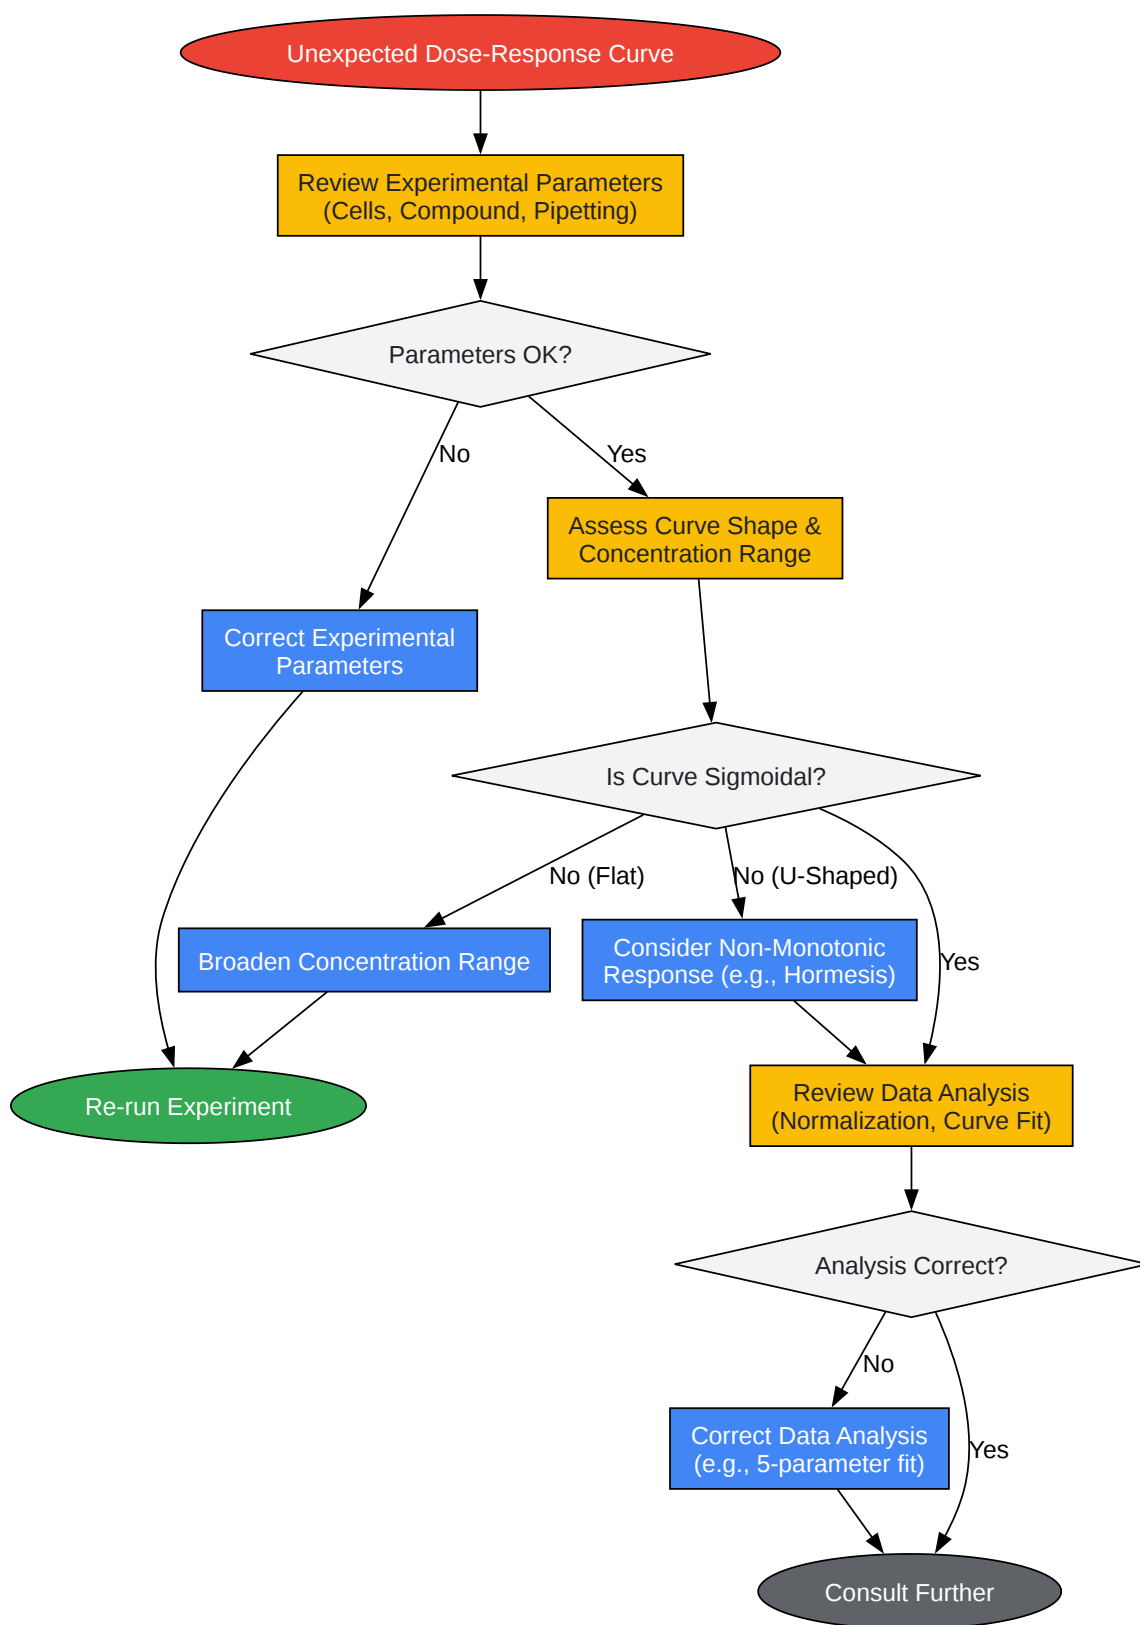 Unexpected Dose-Response Curve
Review Experimental Parameters
(Cells, Compound, Pipetting)
Parameters OK?
No
Yes
Assess Curve Shape &
Concentration Range
Correct Experimental
Parameters
Is Curve Sigmoidal?
No (Flat)
No (U-Shaped)
Yes
Broaden Concentration Range
Consider Non-Monotonic
Response (e.g., Hormesis)
Re-run Experiment
Review Data Analysis
(Normalization, Curve Fit)
Analysis Correct?
No
Yes
Correct Data Analysis
(e.g., 5-parameter fit)
Consult Further